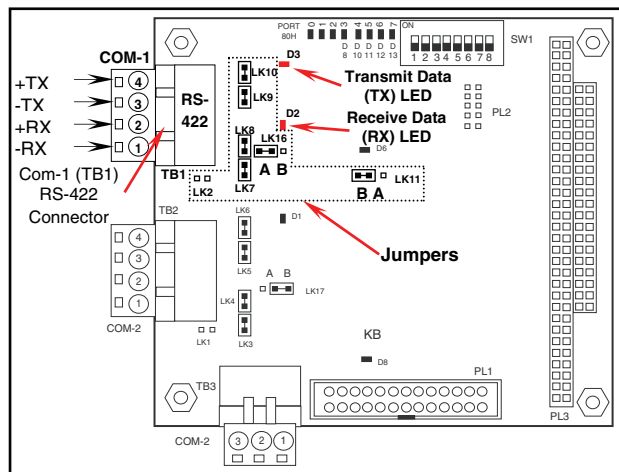 PORT
80H
0
1
2
3
4
5
6
7
D
8
D
10
D
11
D
12
D
13
ON
1 2 3 4 5 6 7 8
SW1
COM-1
+TX
-TX
+RX
-RX
4
3
2
1
RS-
422
Com-1 (TB1)
RS-422
Connector
TB1
LK10
LK9
LK8
LK7
LK16
A B
LK2
D3
Transmit Data
(TX) LED
D2
Receive Data
(RX) LED
PL2
D6
LK11
B A
Jumpers
TB2
4
3
2
1
COM-2
LK6
LK5
D1
A B
LK17
LK4
LK3
LK1
KB
D8
PL1
PL3
TB3
COM-2
3 2 1